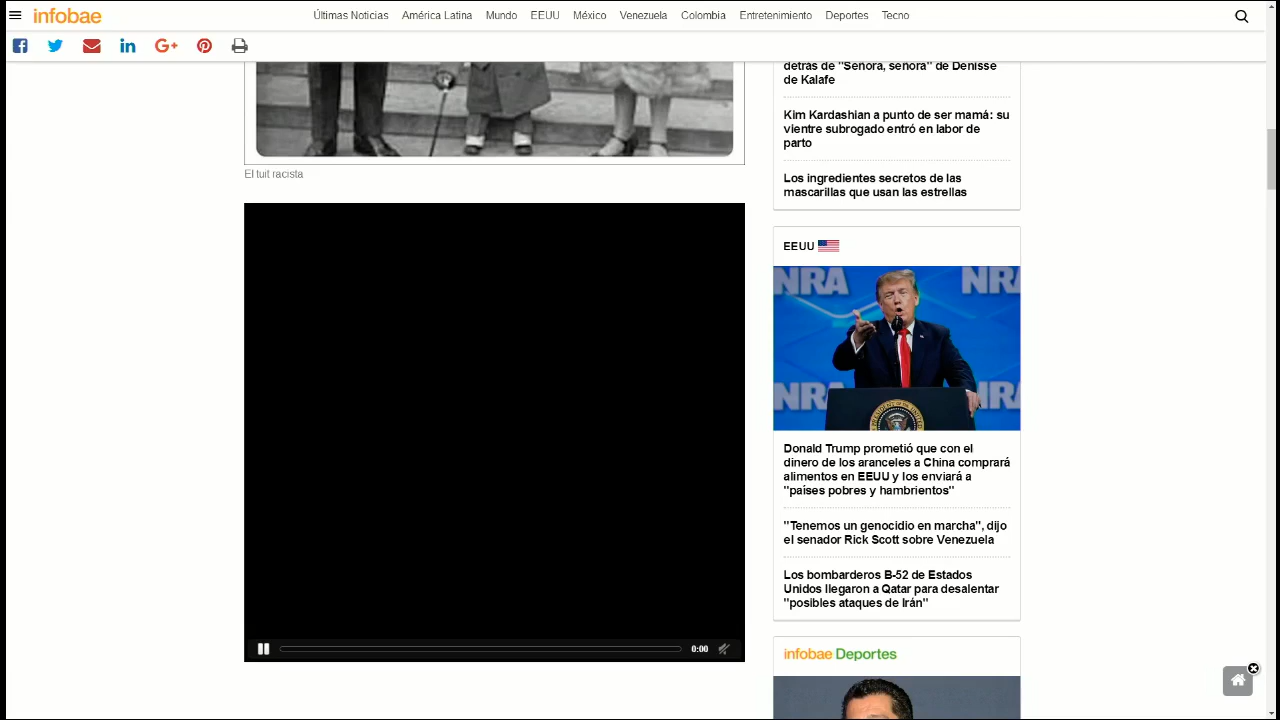 infobae
Últimas Noticias América Latina Mundo EEUU México Venezuela Colombia Entretenimiento Deportes Tecno
detrás de "Señora, señora" de Denisse
de Kalafe
Kim Kardashian a punto de ser mamá: su
vientre subrogado entró en labor de
parto
El tuit racista
Los ingredientes secretos de las
mascarillas que usan las estrellas
EEUU
NRA
NR
NRA
NRA
Donald Trump prometió que con el
dinero de los aranceles a China comprará
alimentos en EEUU y los enviará a
"países pobres y hambrientos"
"Tenemos un genocidio en marcha", dijo
el senador Rick Scott sobre Venezuela
Los bombarderos B-52 de Estados
Unidos llegaron a Qatar para desalentar
"posibles ataques de Irán"
0:00
infobae Deportes